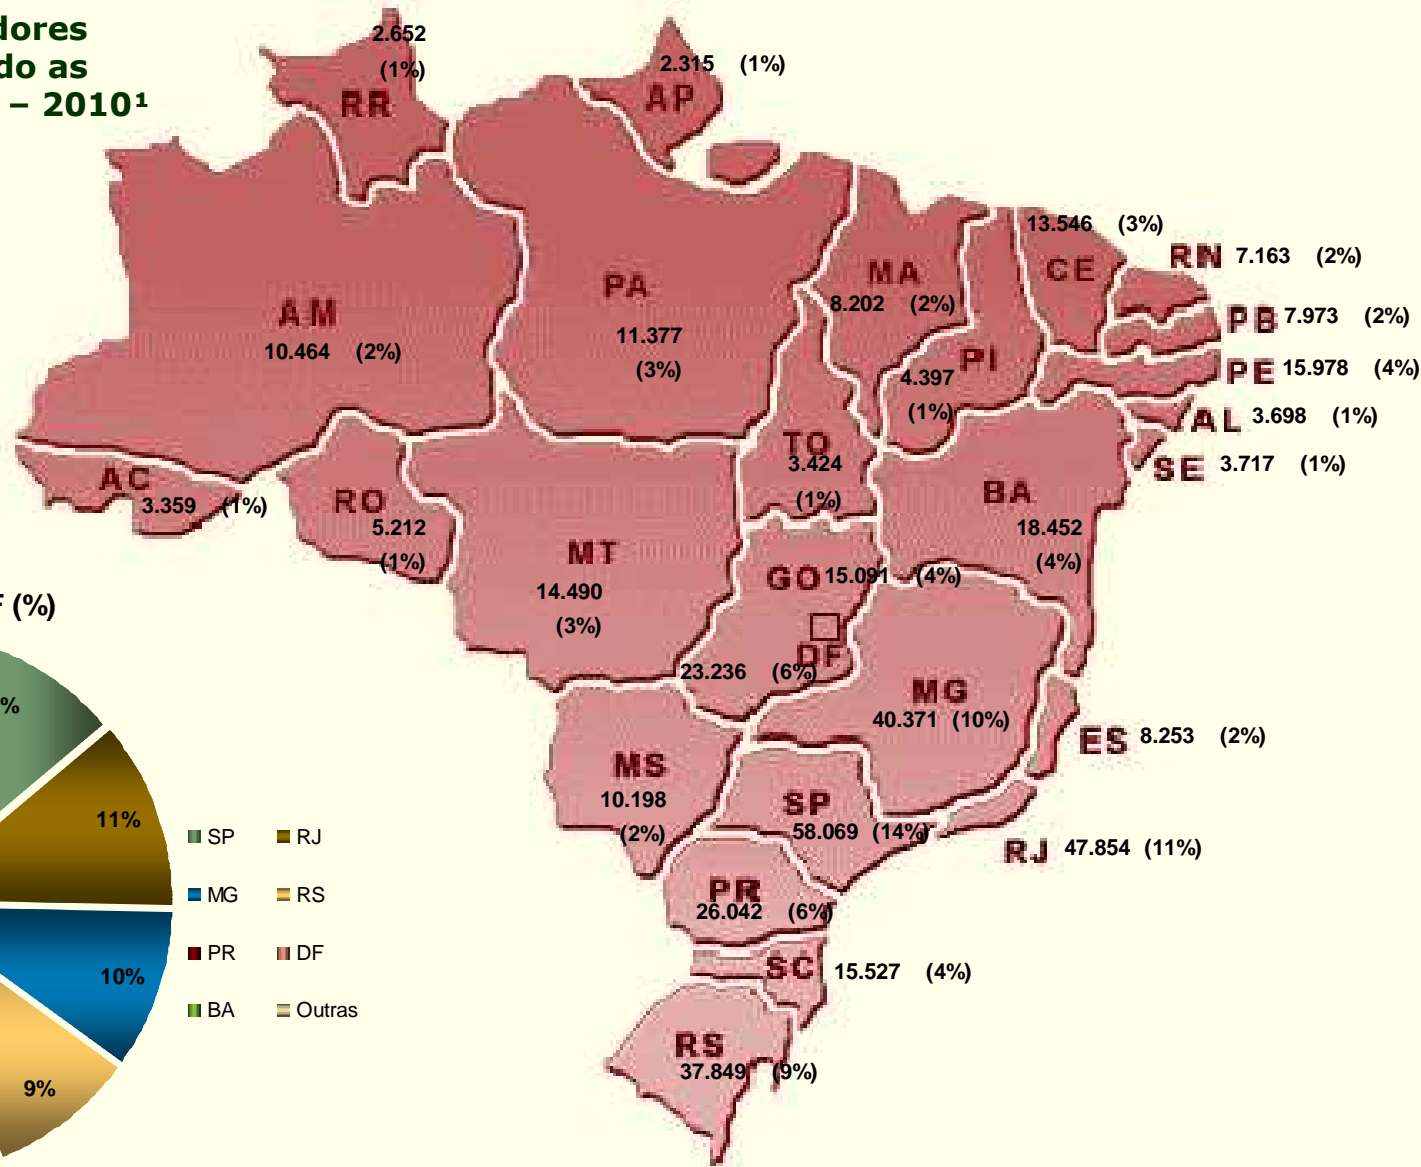 dores
do as
– 2010¹
2.652
(1%)
RR
2.315 (1%)
AP
13.546 (3%)
CE
RN 7.163 (2%)
MA
8.202 (2%)
PA
11.377
(3%)
AM
10.464 (2%)
PB 7.973 (2%)
PI
4.397
(1%)
PE 15.978 (4%)
AL 3.698 (1%)
TO
3.424
(1%)
SE 3.717 (1%)
AC
3.359 (1%)
RO
5.212
(1%)
BA
18.452
(4%)
MT
14.490
(3%)
GO 15.091 (4%)
DF
23.236 (6%)
MG
40.371 (10%)
ES 8.253 (2%)
MS
10.198
(2%)
SP
58.069 (14%)
RJ 47.854 (11%)
PR
26.042 (6%)
SC 15.527 (4%)
RS
37.849 (9%)
(%)
%
11%
10%
9%
SP RJ
MG RS
PR DF
BA Outras